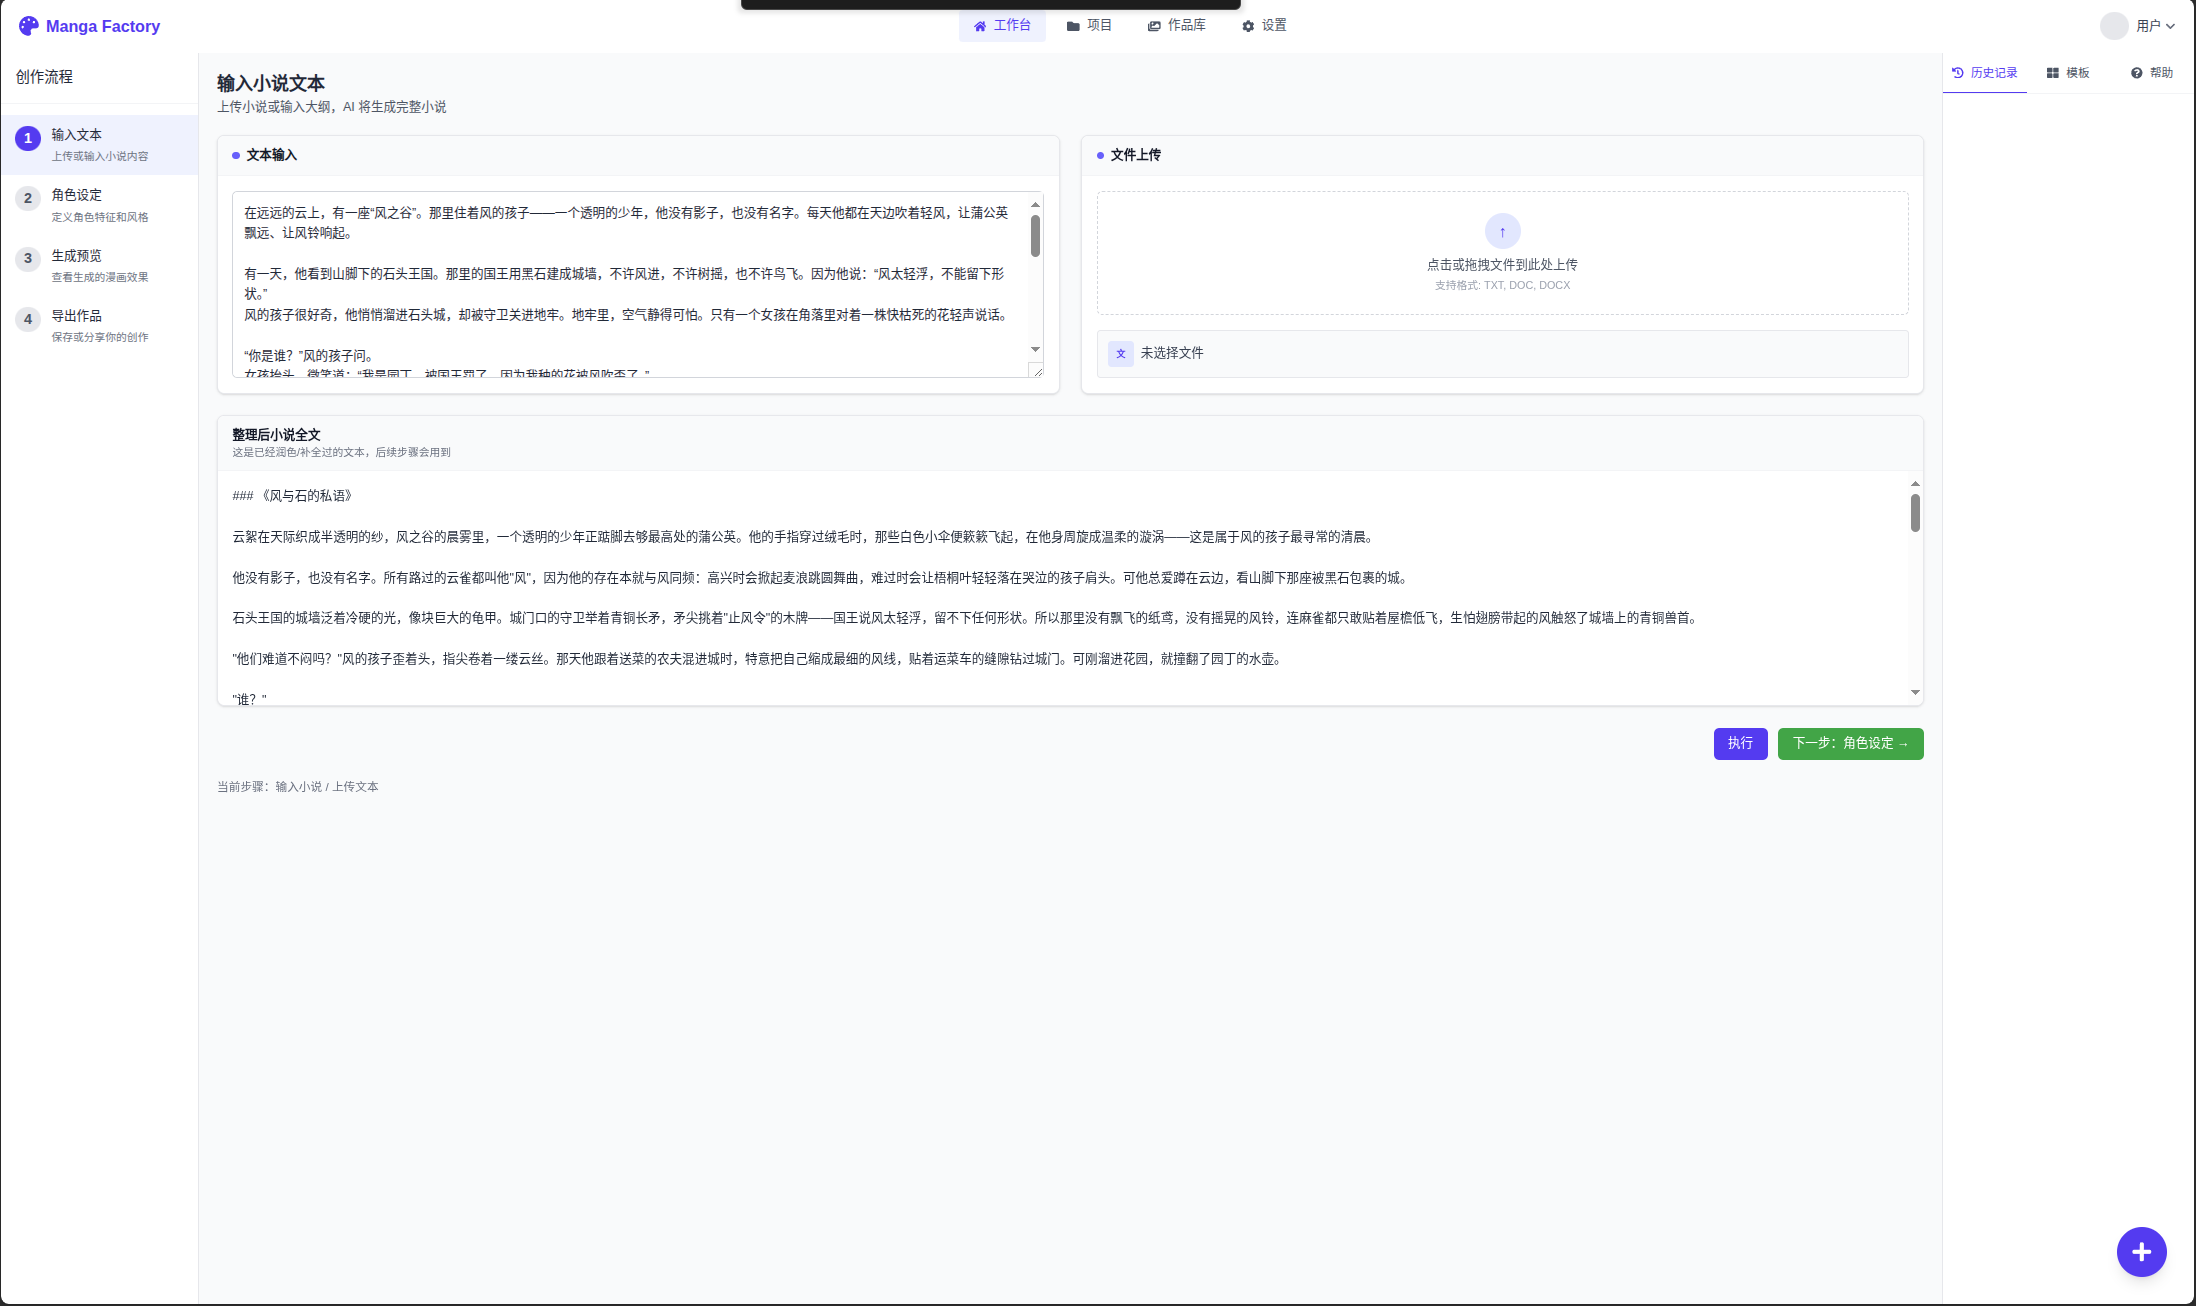 Manga Factory
工作台
项目
作品库
设置
用户
创作流程
1
输入文本
上传或输入小说内容
2
角色设定
定义角色特征和风格
3
生成预览
查看生成的漫画效果
4
导出作品
保存或分享你的创作
输入小说文本
上传小说或输入大纲，AI 将生成完整小说
文本输入
在远远的云上，有一座“风之谷”。那里住着风的孩子——一个透明的少年，他没有影子，也没有名字。每天他都在天边吹着轻风，让蒲公英
飘远、让风铃响起。
有一天，他看到山脚下的石头王国。那里的国王用黑石建成城墙，不许风进，不许树摇，也不许鸟飞。因为他说：“风太轻浮，不能留下形
状。”
风的孩子很好奇，他悄悄溜进石头城，却被守卫关进地牢。地牢里，空气静得可怕。只有一个女孩在角落里对着一株快枯死的花轻声说话。
“你是谁？”风的孩子问。
女孩抬头，微笑道：“我是园丁，被国王罚了，因为我种的花被风吹歪了。”
文件上传
↑
点击或拖拽文件到此处上传
支持格式: TXT, DOC, DOCX
文
未选择文件
整理后小说全文
这是已经润色/补全过的文本，后续步骤会用到
### 《风与石的私语》
云絮在天际织成半透明的纱，风之谷的晨雾里，一个透明的少年正踮脚去够最高处的蒲公英。他的手指穿过绒毛时，那些白色小伞便簌簌飞起，在他身周旋成温柔的漩涡——这是属于风的孩子最寻常的清晨。
他没有影子，也没有名字。所有路过的云雀都叫他"风"，因为他的存在本就与风同频：高兴时会掀起麦浪跳圆舞曲，难过时会让梧桐叶轻轻落在哭泣的孩子肩头。可他总爱蹲在云边，看山脚下那座被黑石包裹的城。
石头王国的城墙泛着冷硬的光，像块巨大的龟甲。城门口的守卫举着青铜长矛，矛尖挑着"止风令"的木牌——国王说风太轻浮，留不下任何形状。所以那里没有飘飞的纸鸢，没有摇晃的风铃，连麻雀都只敢贴着屋檐低飞，生怕翅膀带起的风触怒了城墙上的青铜兽首。
"他们难道不闷吗？"风的孩子歪着头，指尖卷着一缕云丝。那天他跟着送菜的农夫混进城时，特意把自己缩成最细的风线，贴着运菜车的缝隙钻过城门。可刚溜进花园，就撞翻了园丁的水壶。
"谁？"
执行
下一步：角色设定 →
当前步骤：输入小说 / 上传文本
历史记录
模板
帮助